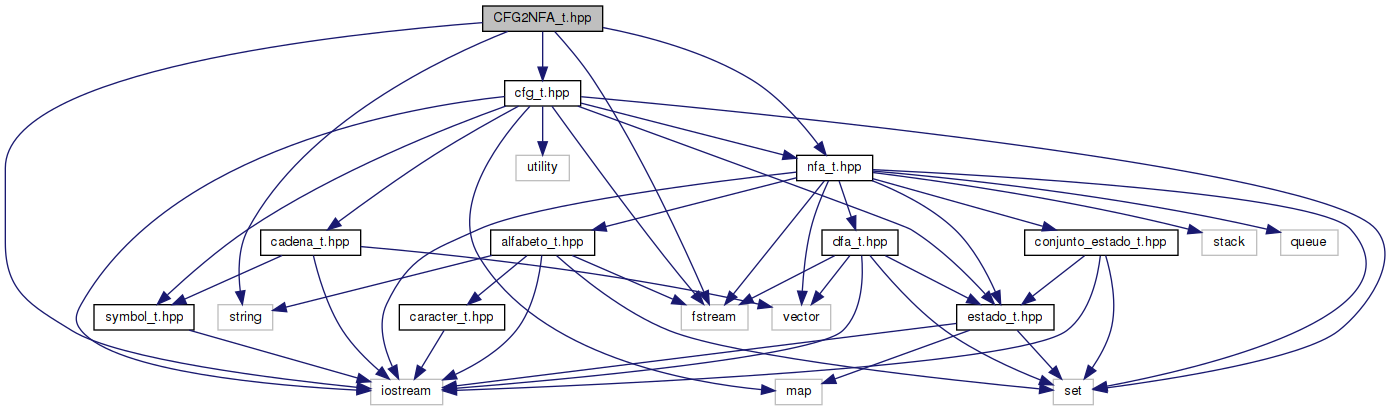 CFG2NFA_t.hpp
cfg_t.hpp
utility
nfa_t.hpp
cadena_t.hpp
alfabeto_t.hpp
dfa_t.hpp
conjunto_estado_t.hpp
stack
queue
symbol_t.hpp
string
caracter_t.hpp
fstream
vector
estado_t.hpp
iostream
map
set